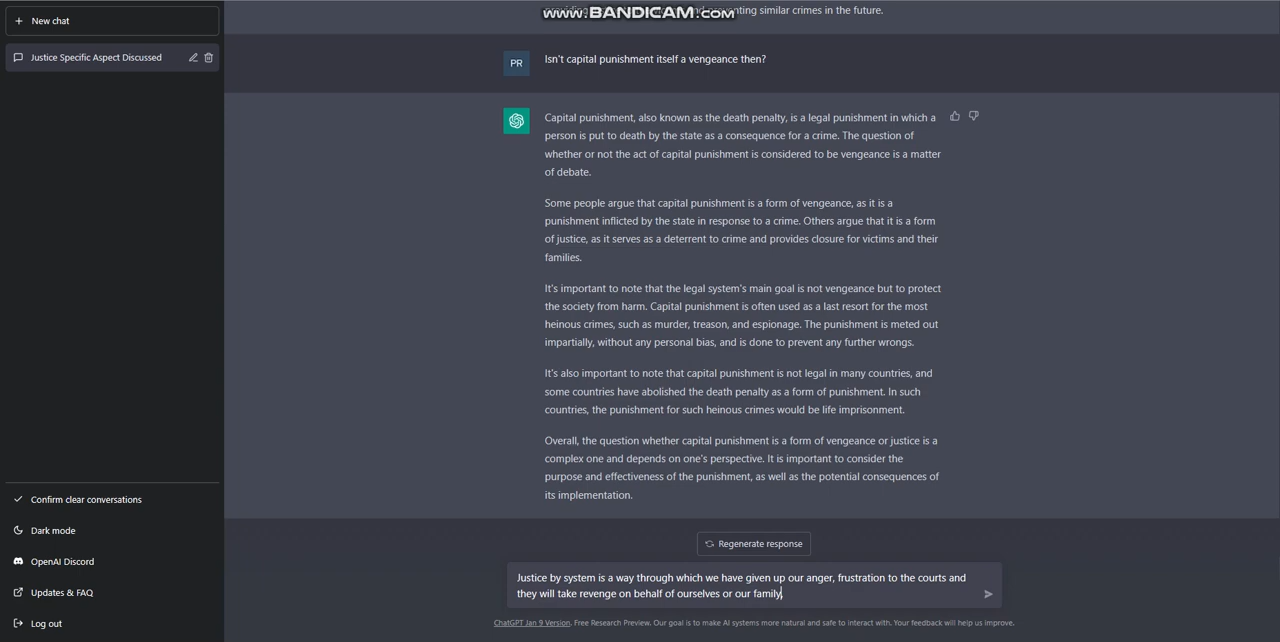 New chat
Justice Specific Aspect Discussed
Confirm clear conversations
Dark mode
OpenAI Discord
Updates & FAQ
Log out
www.BANDICAM.com
similar crimes in the future.
PR
Isn't capital punishment itself a vengeance then?
Capital punishment, also known as the death penalty, is a legal punishment in which a
person is put to death by the state as a consequence for a crime. The question of
whether or not the act of capital punishment is considered to be vengeance is a matter
of debate.
Some people argue that capital punishment is a form of vengeance, as it is a
punishment inflicted by the state in response to a crime. Others argue that it is a form
of justice, as it serves as a deterrent to crime and provides closure for victims and their
families.
It's important to note that the legal system's main goal is not vengeance but to protect
the society from harm. Capital punishment is often used as a last resort for the most
heinous crimes, such as murder, treason, and espionage. The punishment is meted out
impartially, without any personal bias, and is done to prevent any further wrongs.
It's also important to note that capital punishment is not legal in many countries, and
some countries have abolished the death penalty as a form of punishment. In such
countries, the punishment for such heinous crimes would be life imprisonment.
Overall, the question whether capital punishment is a form of vengeance or justice is a
complex one and depends on one's perspective. It is important to consider the
purpose and effectiveness of the punishment, as well as the potential consequences of
its implementation.
Regenerate response
Justice by system is a way through which we have given up our anger, frustration to the courts and
they will take revenge on behalf of ourselves or our family,
ChatGPT Jan 9 Version. Free Research Preview. Our goal is to make AI systems more natural and safe to interact with. Your feedback will help us improve.